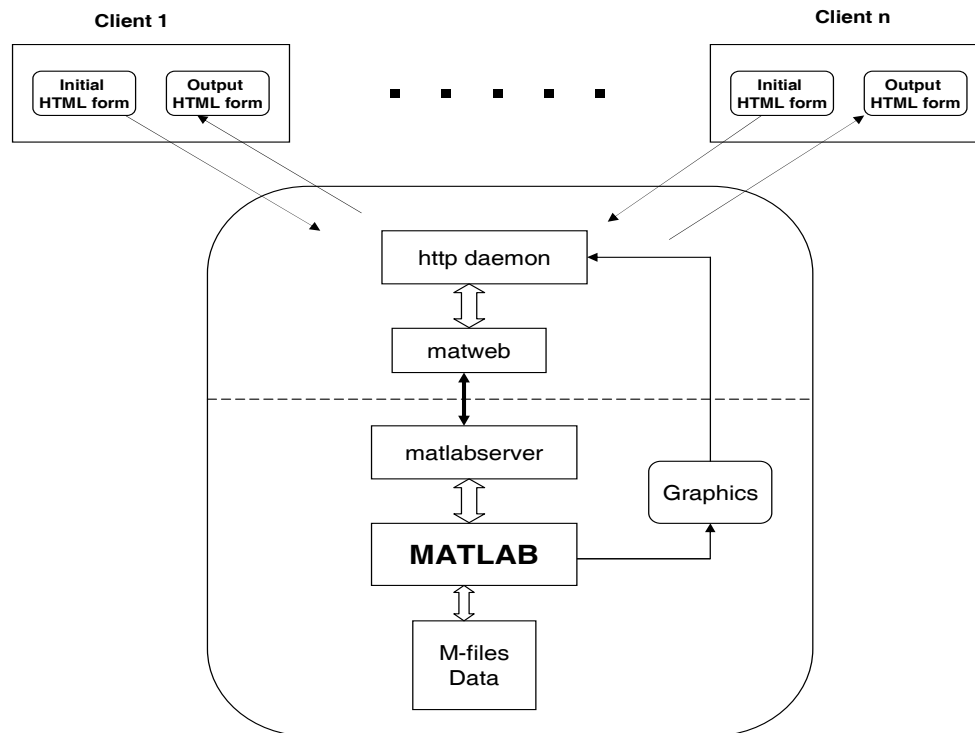 Client 1
Client n
Initial
HTML form
Output
HTML form
Initial
HTML form
Output
HTML form
http daemon
matweb
matlabserver
Graphics
MATLAB
M-files
Data